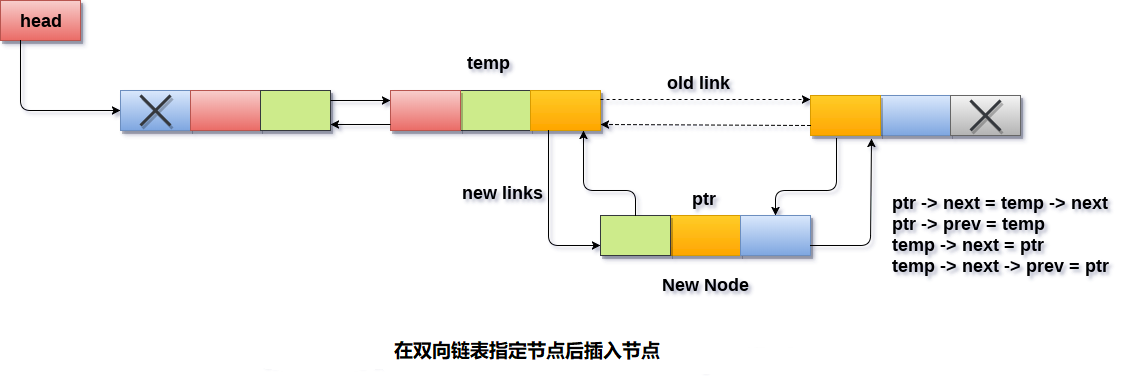 head
temp
old link
new links
ptr
ptr -> next = temp -> next
ptr -> prev = temp
temp -> next = ptr
temp -> next -> prev = ptr
New Node
在双向链表指定节点后插入节点